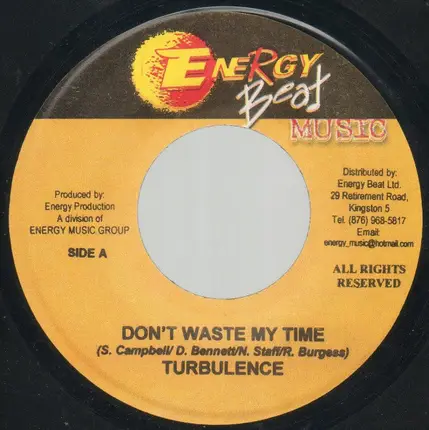 ENERGY
Beat
MUSIC
Produced by:
Energy Production
A division of
ENERGY MUSIC GROUP
SIDE A
Distributed by:
Energy Beat Ltd.
29 Retirement Road,
Kingston 5
Tel. (876) 968-5817
Email:
energy_music@hotmail.com
ALL RIGHTS
RESERVED
DON'T WASTE MY TIME
(S. Campbell/ D. Bennett/N. Staff/R. Burgess)
TURBULENCE